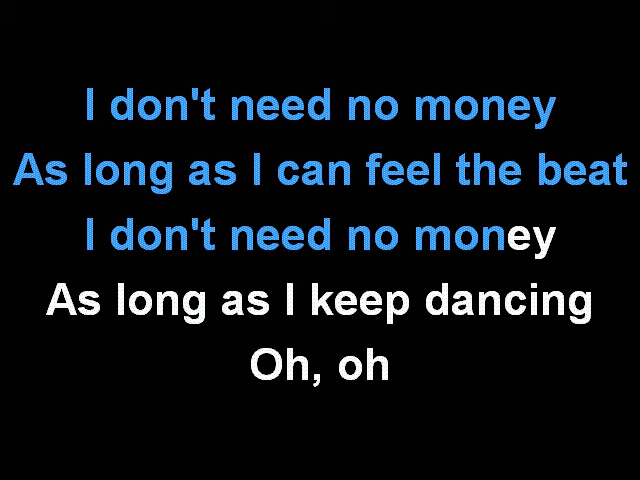 I don't need no money
As long as I can feel the beat
I don't need no money
As long as I keep dancing
Oh, oh